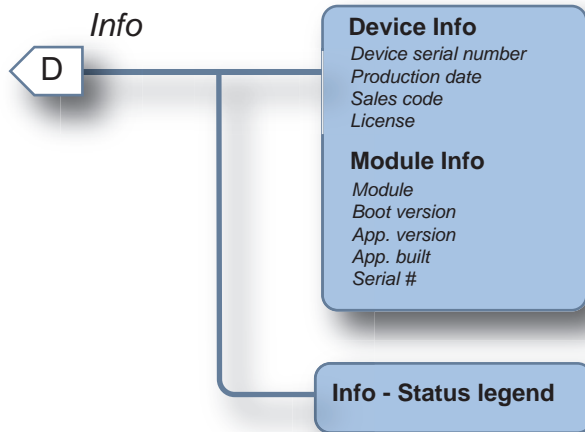 Info
D
Device Info
Device serial number
Production date
Sales code
License
Module Info
Module
Boot version
App. version
App. built
Serial #
Info - Status legend